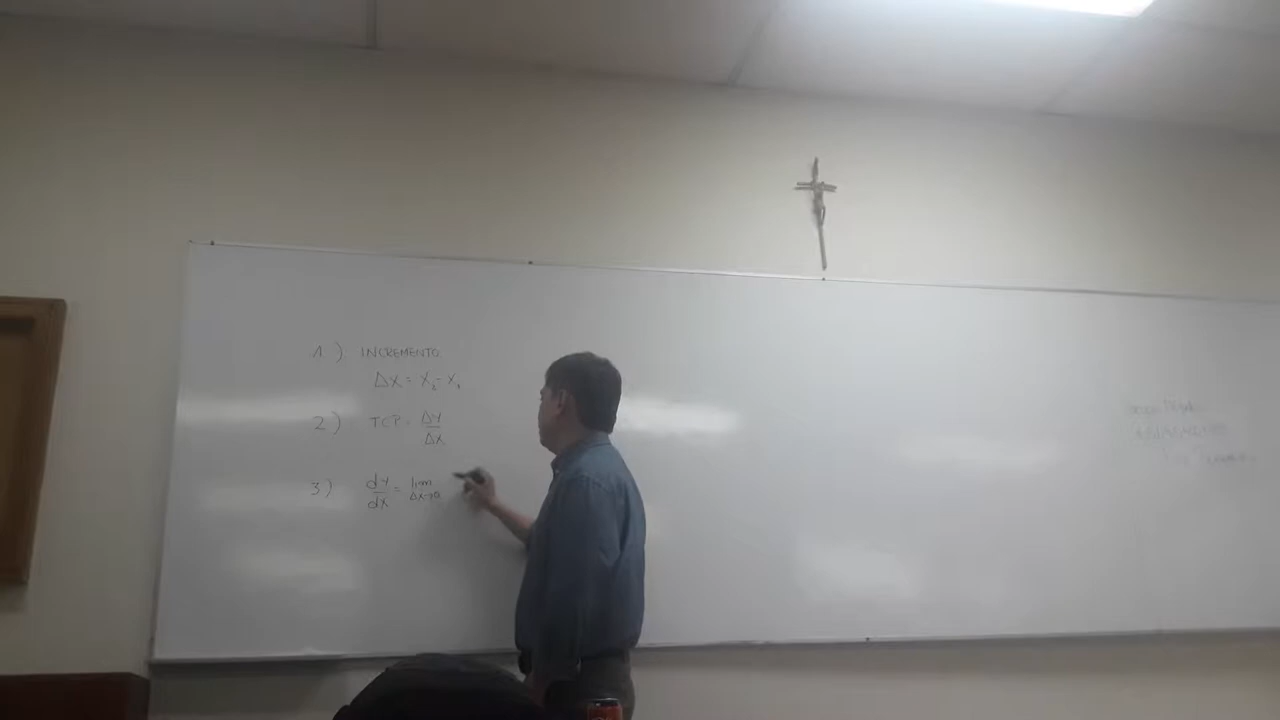 1) INCREMENTO
ΔX = X₂ - X₁
2) TCP = ΔY/ΔX
3) dy/dx = lim Δx→0